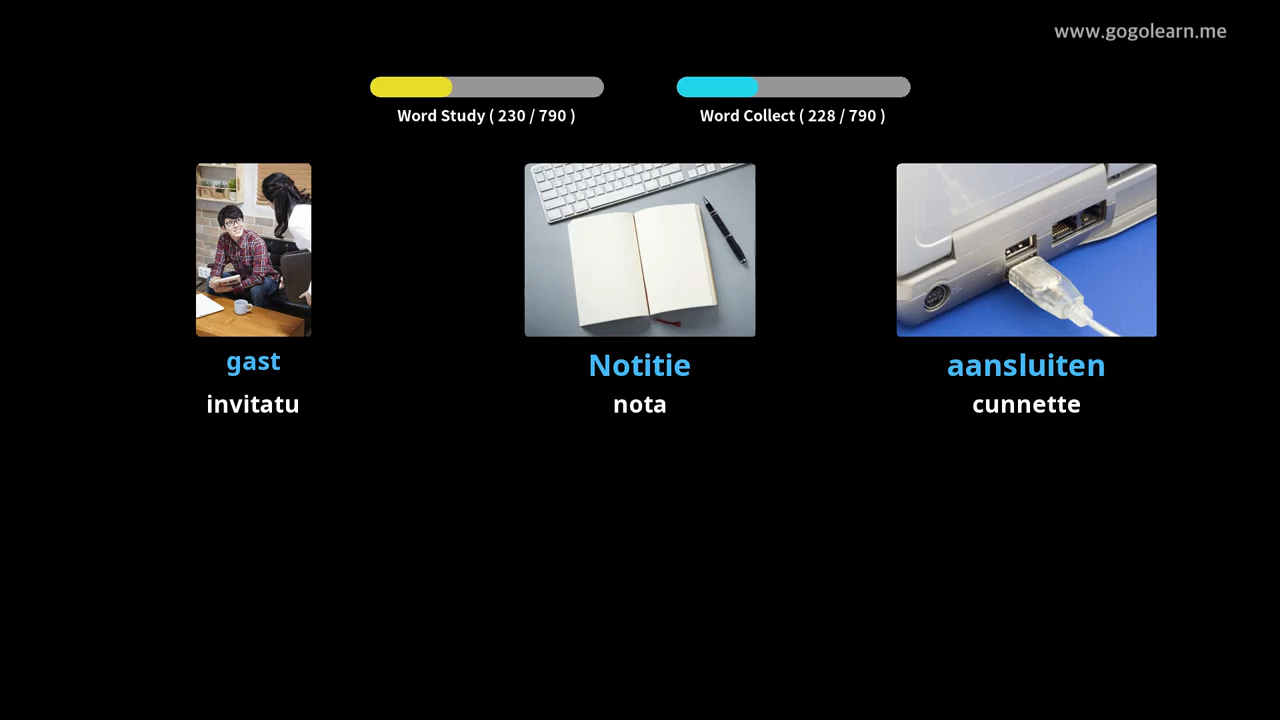 www.gogolearn.me
Word Study ( 230 / 790 )
Word Collect ( 228 / 790 )
gast
invitatu
Notitie
nota
aansluiten
cunnette